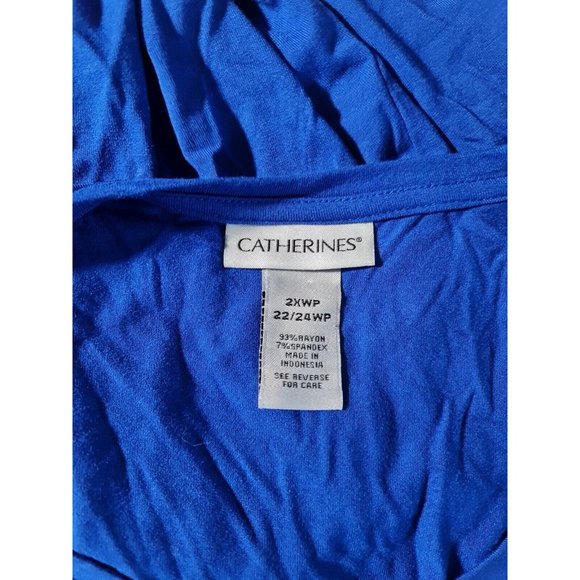 CATHERINES®
2XWP
22/24WP
93%RAYON
7%SPANDEX
MADE IN
INDONESIA
SEE REVERSE
FOR CARE